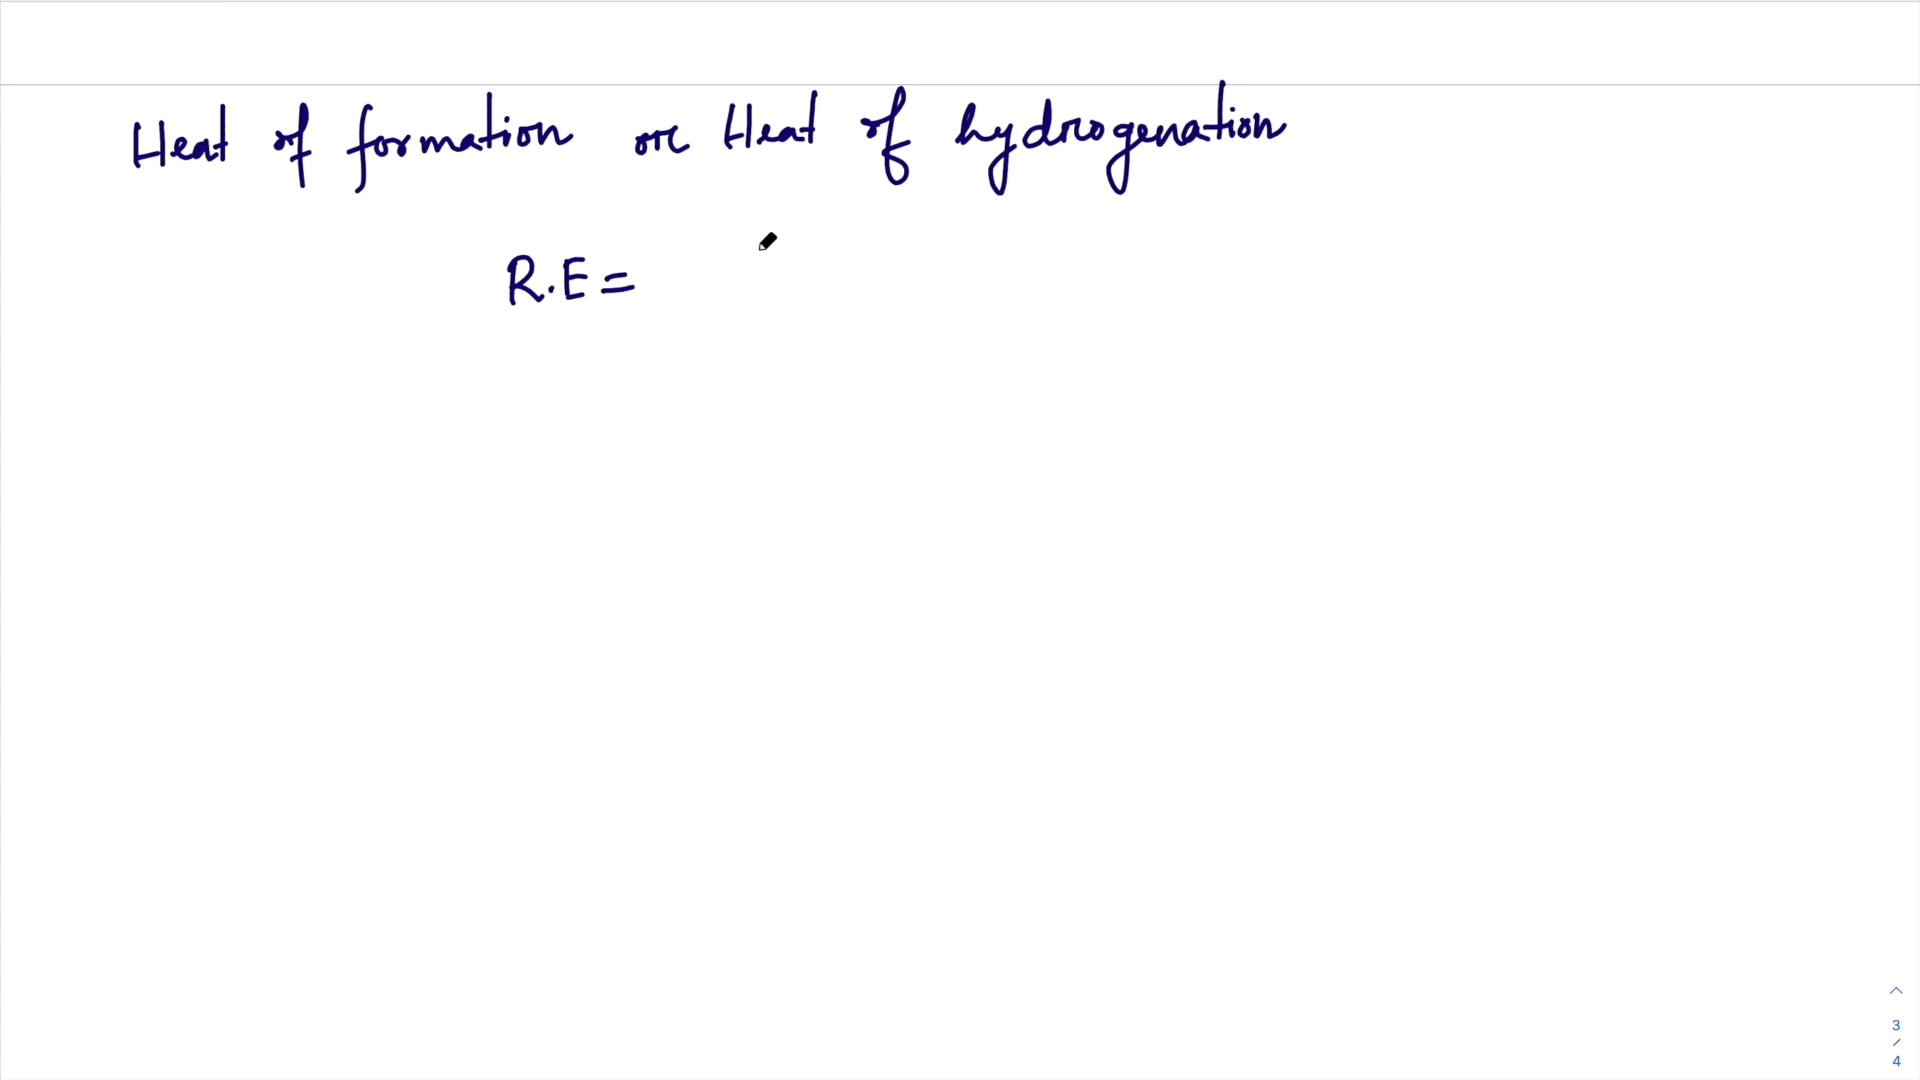 Heat of formation or Heat of hydrogenation
R.E =
3
/
4